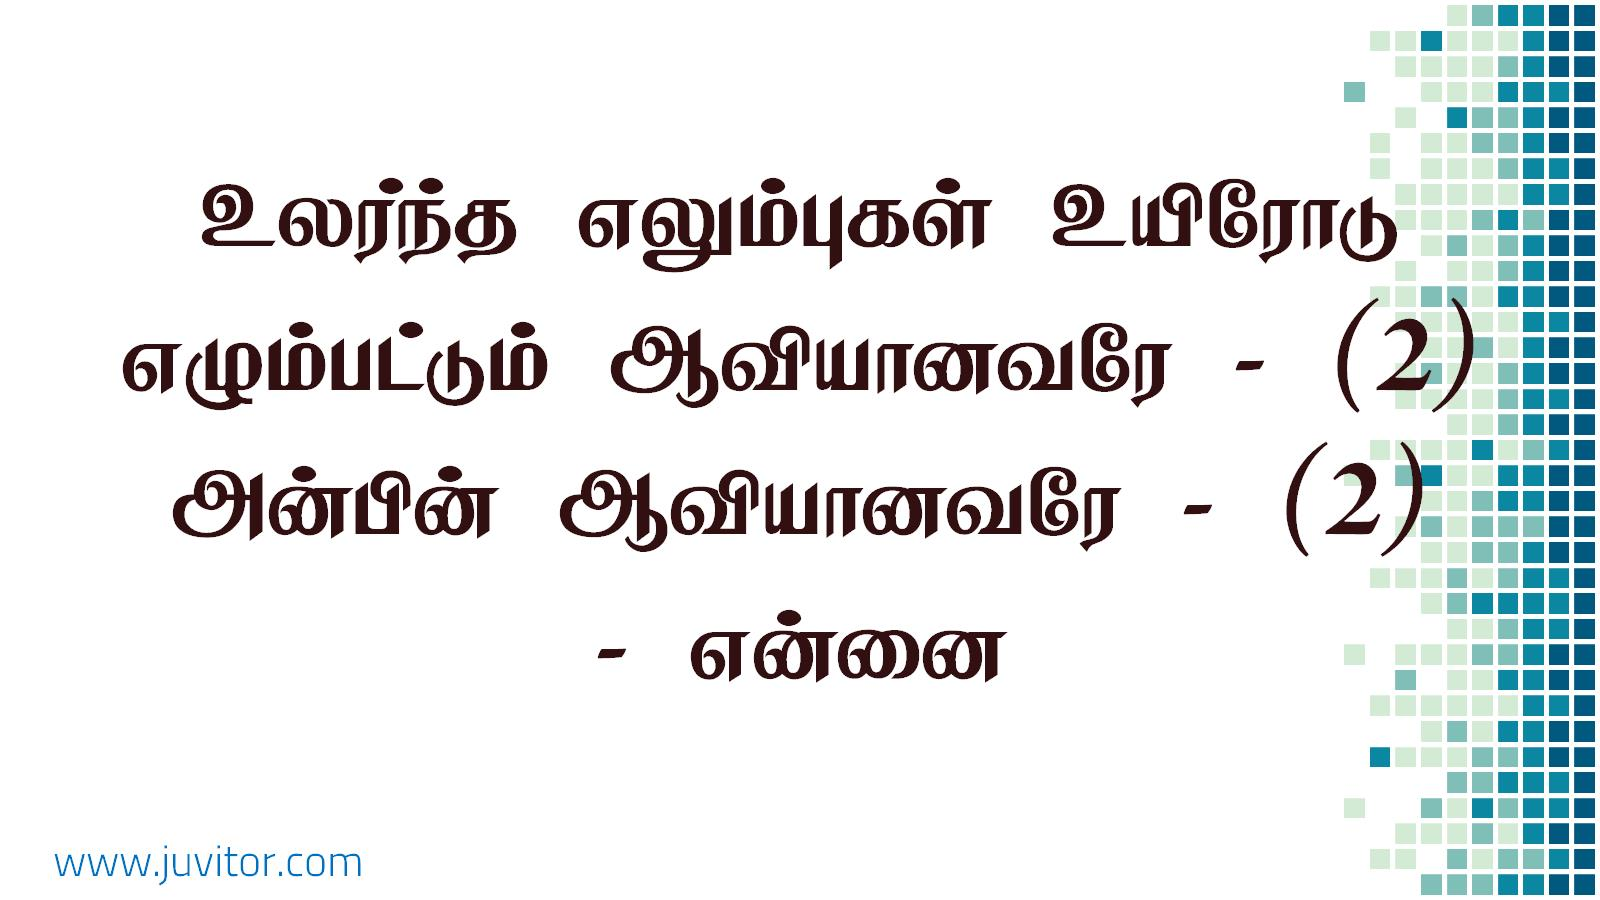 உலர்ந்த எலும்புகள் உயிரோடு
எழும்பட்டும் ஆவியானவரே - (2)
அன்பின் ஆவியானவரே - (2)
- என்னை
www.juvitor.com